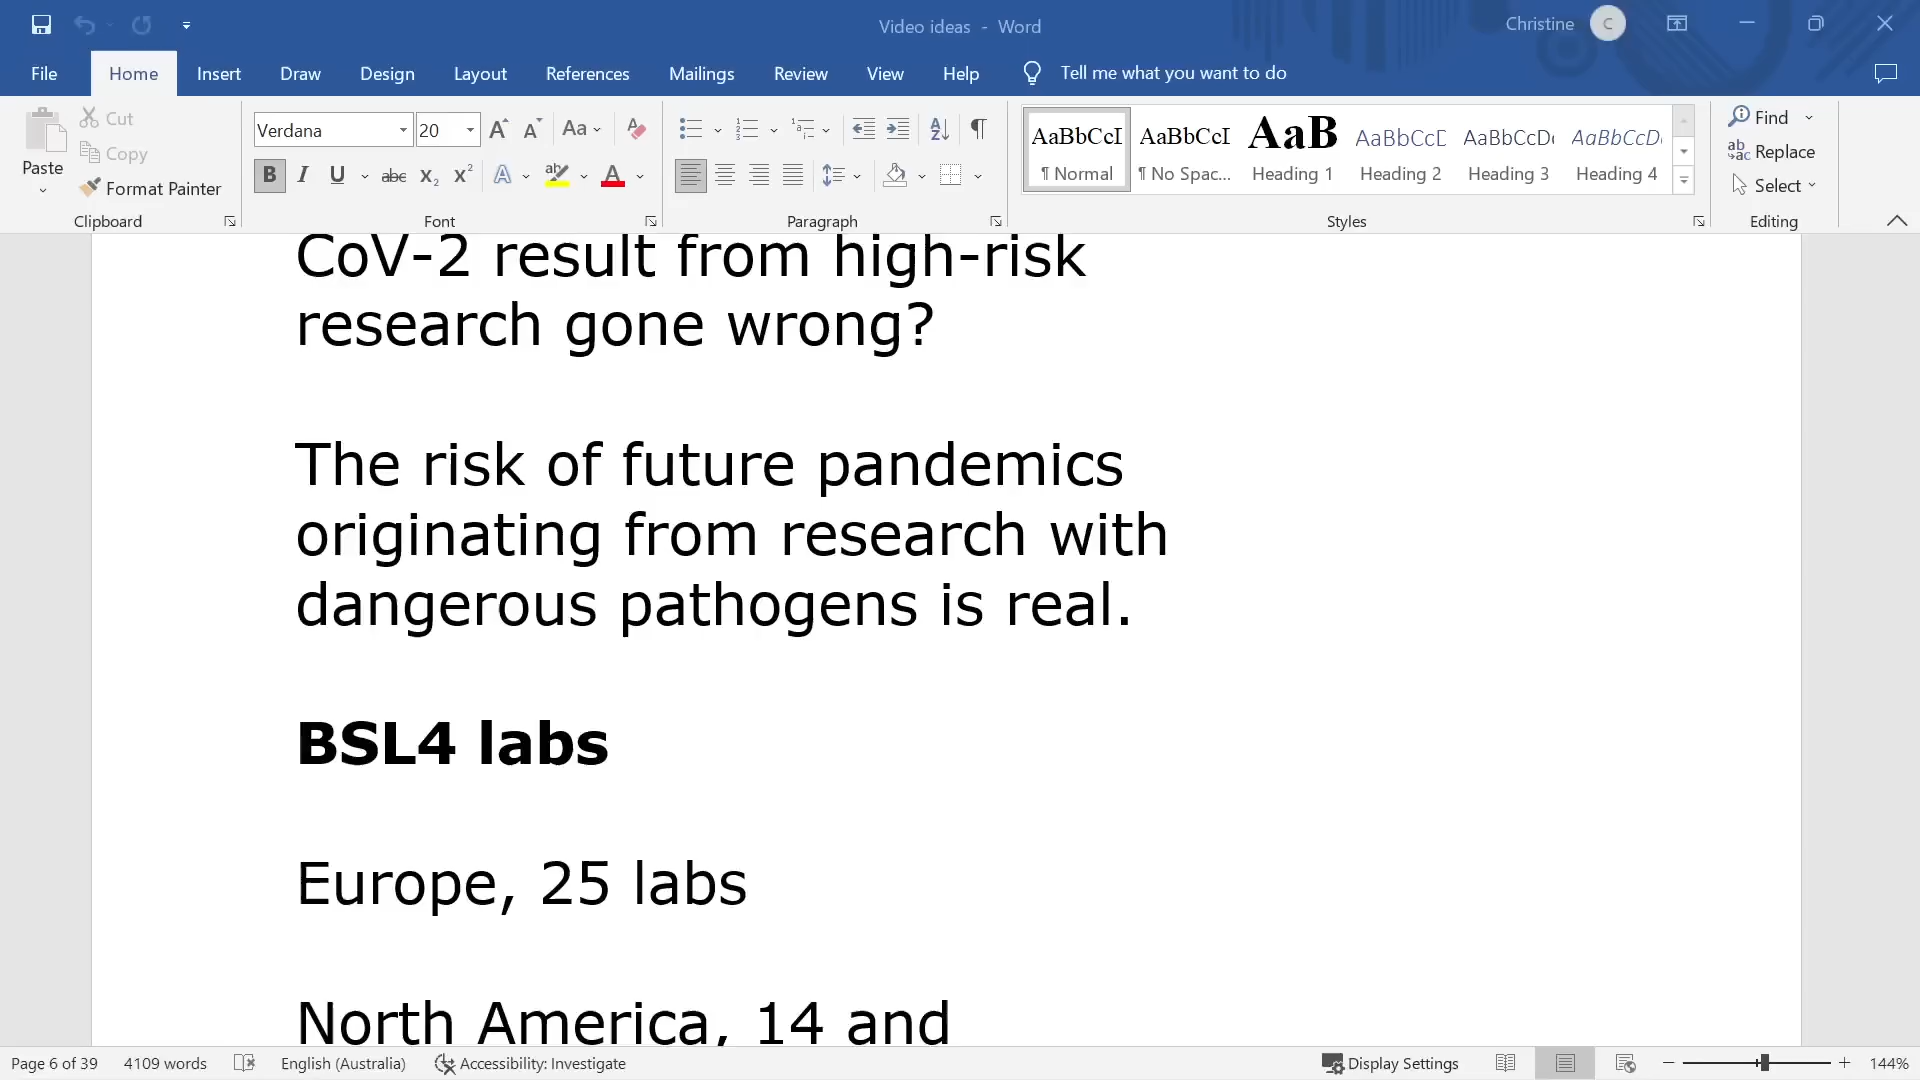 Video ideas - Word
Christine C
File Home Insert Draw Design Layout References Mailings Review View Help Tell me what you want to do
Paste
Cut
Copy
Format Painter
Clipboard
Verdana 20
Font
Paragraph
AaBbCcI AaBbCcI AaB AaBbCcD AaBbCcDc AaBbCcD
¶ Normal ¶ No Spac... Heading 1 Heading 2 Heading 3 Heading 4
Styles
Find
Replace
Select
Editing
CoV-2 result from high-risk
research gone wrong?
The risk of future pandemics
originating from research with
dangerous pathogens is real.
BSL4 labs
Europe, 25 labs
North America, 14 and
Page 6 of 39 4109 words English (Australia) Accessibility: Investigate Display Settings 144%